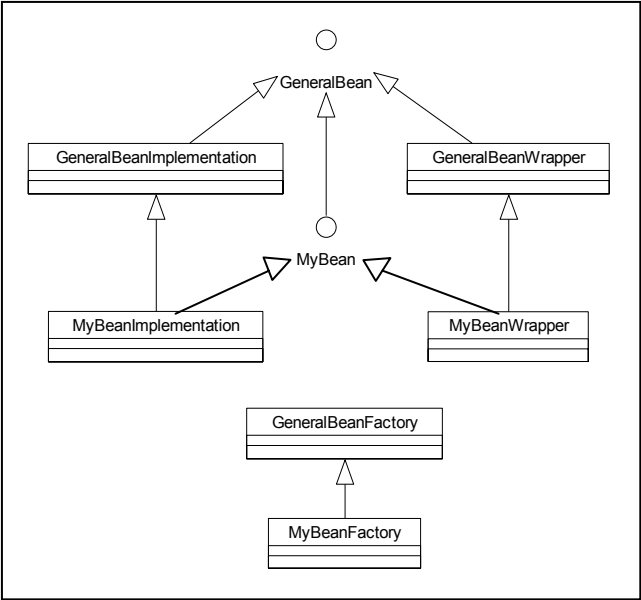 GeneralBean
GeneralBeanImplementation
GeneralBeanWrapper
MyBean
MyBeanImplementation
MyBeanWrapper
GeneralBeanFactory
MyBeanFactory